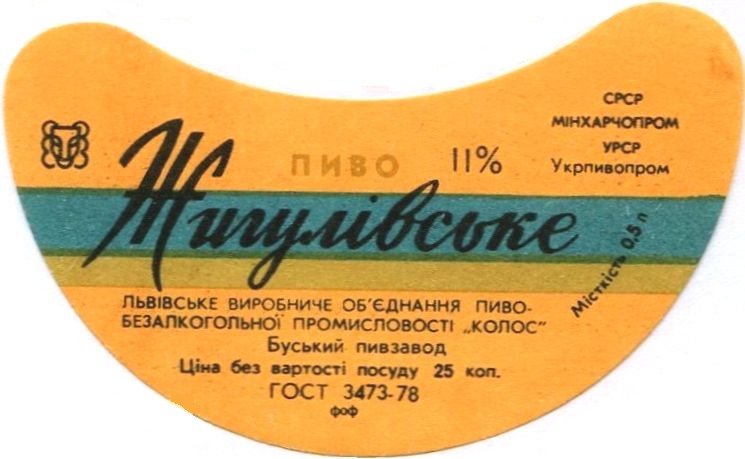 СРСР
МІНХАРЧОПРОМ
УРСР
Укрпивопром
ПИВО 11%
Жигулівське
Місткість 0,5 л
ЛЬВІВСЬКЕ ВИРОБНИЧЕ ОБ'ЄДНАННЯ ПИВО-
БЕЗАЛКОГОЛЬНОЇ ПРОМИСЛОВОСТІ „КОЛОС"
Буський пивзавод
Ціна без вартості посуду 25 коп.
ГОСТ 3473-78
фоф